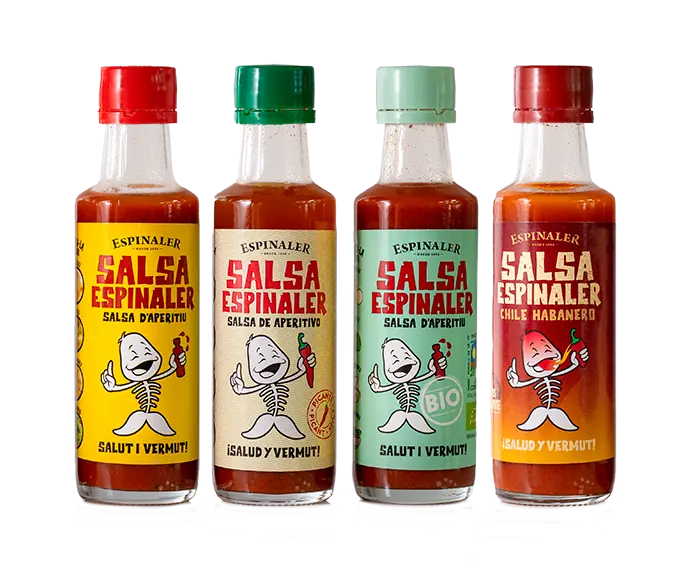 ESPINALER
SALSA
ESPINALER
SALSA D'APERITIU
SALUT I VERMUT!
ESPINALER
SALSA
ESPINALER
SALSA DE APERITIVO
PICANT
¡SALUD Y VERMUT!
ESPINALER
SALSA
ESPINALER
SALSA D'APERITIU
BIO
SALUT I VERMUT!
ESPINALER
SALSA
ESPINALER
CHILE HABANERO
¡SALUD Y VERMUT!